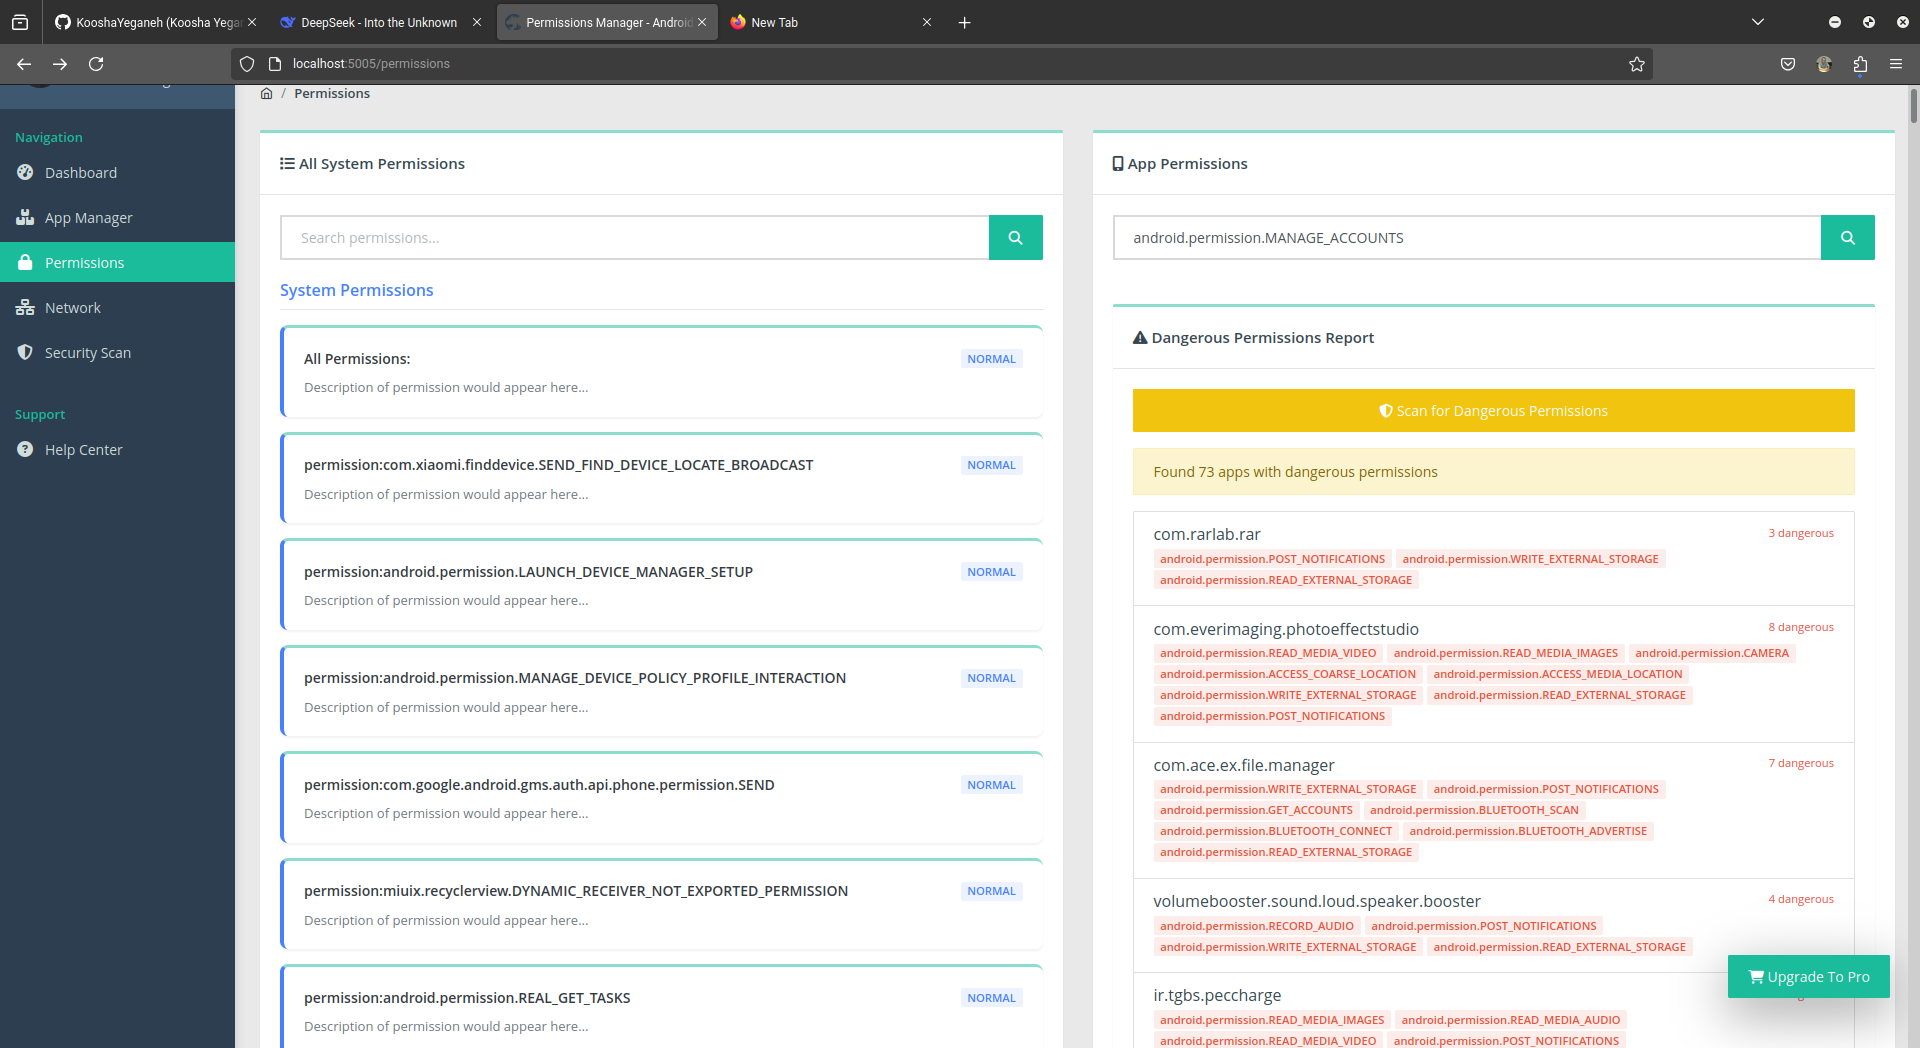 KooshaYeganeh (Koosha Yegan
DeepSeek - Into the Unknown
Permissions Manager - Android
New Tab
localhost:5005/permissions
/ Permissions
Navigation
Dashboard
App Manager
Permissions
Network
Security Scan
Support
Help Center
All System Permissions
Search permissions...
System Permissions
All Permissions:
NORMAL
Description of permission would appear here...
permission:com.xiaomi.finddevice.SEND_FIND_DEVICE_LOCATE_BROADCAST
NORMAL
Description of permission would appear here...
permission:android.permission.LAUNCH_DEVICE_MANAGER_SETUP
NORMAL
Description of permission would appear here...
permission:android.permission.MANAGE_DEVICE_POLICY_PROFILE_INTERACTION
NORMAL
Description of permission would appear here...
permission:com.google.android.gms.auth.api.phone.permission.SEND
NORMAL
Description of permission would appear here...
permission:miuix.recyclerview.DYNAMIC_RECEIVER_NOT_EXPORTED_PERMISSION
NORMAL
Description of permission would appear here...
permission:android.permission.REAL_GET_TASKS
NORMAL
Description of permission would appear here...
App Permissions
android.permission.MANAGE_ACCOUNTS
Dangerous Permissions Report
Scan for Dangerous Permissions
Found 73 apps with dangerous permissions
com.rarlab.rar
3 dangerous
android.permission.POST_NOTIFICATIONS android.permission.WRITE_EXTERNAL_STORAGE
android.permission.READ_EXTERNAL_STORAGE
com.everimaging.photoeffectstudio
8 dangerous
android.permission.READ_MEDIA_VIDEO android.permission.READ_MEDIA_IMAGES android.permission.CAMERA
android.permission.ACCESS_COARSE_LOCATION android.permission.ACCESS_MEDIA_LOCATION
android.permission.WRITE_EXTERNAL_STORAGE android.permission.READ_EXTERNAL_STORAGE
android.permission.POST_NOTIFICATIONS
com.ace.ex.file.manager
7 dangerous
android.permission.WRITE_EXTERNAL_STORAGE android.permission.POST_NOTIFICATIONS
android.permission.GET_ACCOUNTS android.permission.BLUETOOTH_SCAN
android.permission.BLUETOOTH_CONNECT android.permission.BLUETOOTH_ADVERTISE
android.permission.READ_EXTERNAL_STORAGE
volumebooster.sound.loud.speaker.booster
4 dangerous
android.permission.RECORD_AUDIO android.permission.POST_NOTIFICATIONS
android.permission.WRITE_EXTERNAL_STORAGE android.permission.READ_EXTERNAL_STORAGE
Upgrade To Pro
ir.tgbs.peccharge
android.permission.READ_MEDIA_IMAGES android.permission.READ_MEDIA_AUDIO
android.permission.READ_MEDIA_VIDEO android.permission.POST_NOTIFICATIONS